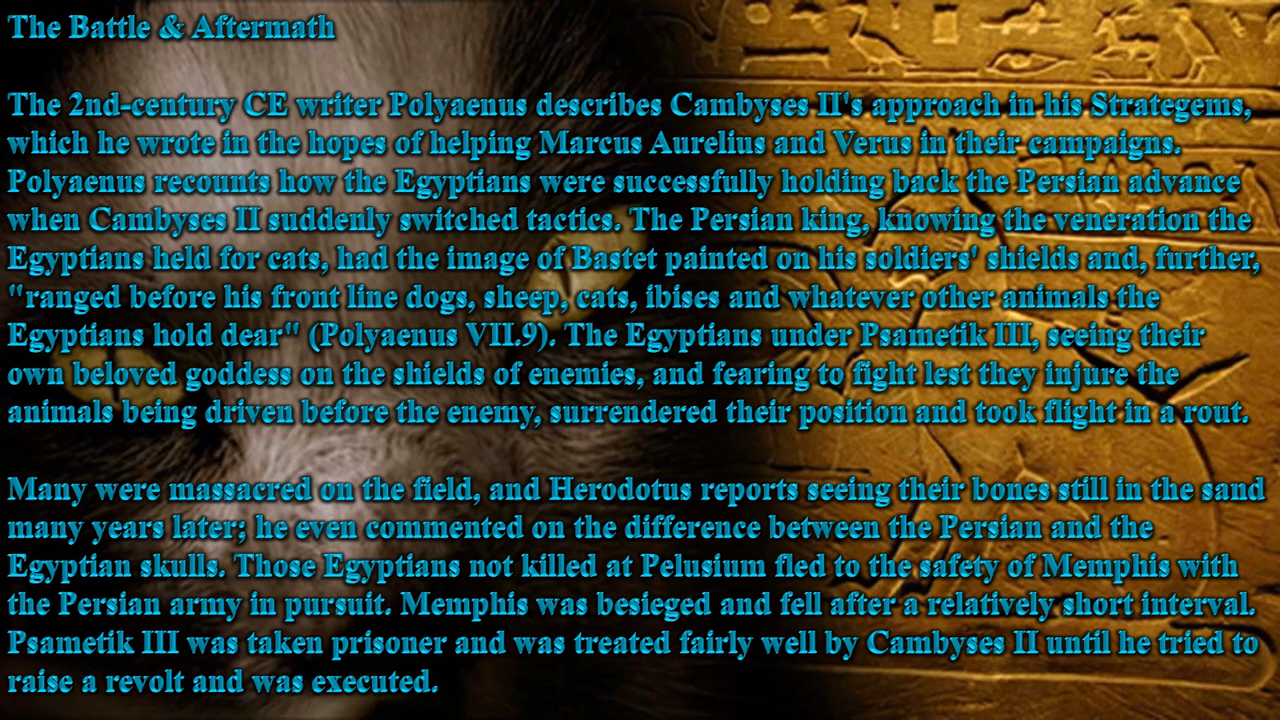 The Battle & Aftermath
The 2nd-century CE writer Polyaenus describes Cambyses II's approach in his Strategems,
which he wrote in the hopes of helping Marcus Aurelius and Verus in their campaigns.
Polyaenus recounts how the Egyptians were successfully holding back the Persian advance
when Cambyses II suddenly switched tactics. The Persian king, knowing the veneration the
Egyptians held for cats, had the image of Bastet painted on his soldiers' shields and, further,
"ranged before his front line dogs, sheep, cats, ibises and whatever other animals the
Egyptians hold dear" (Polyaenus VII.9). The Egyptians under Psametik III, seeing their
own beloved goddess on the shields of enemies, and fearing to fight lest they injure the
animals being driven before the enemy, surrendered their position and took flight in a rout.
Many were massacred on the field, and Herodotus reports seeing their bones still in the sand
many years later; he even commented on the difference between the Persian and the
Egyptian skulls. Those Egyptians not killed at Pelusium fled to the safety of Memphis with
the Persian army in pursuit. Memphis was besieged and fell after a relatively short interval.
Psametik III was taken prisoner and was treated fairly well by Cambyses II until he tried to
raise a revolt and was executed.